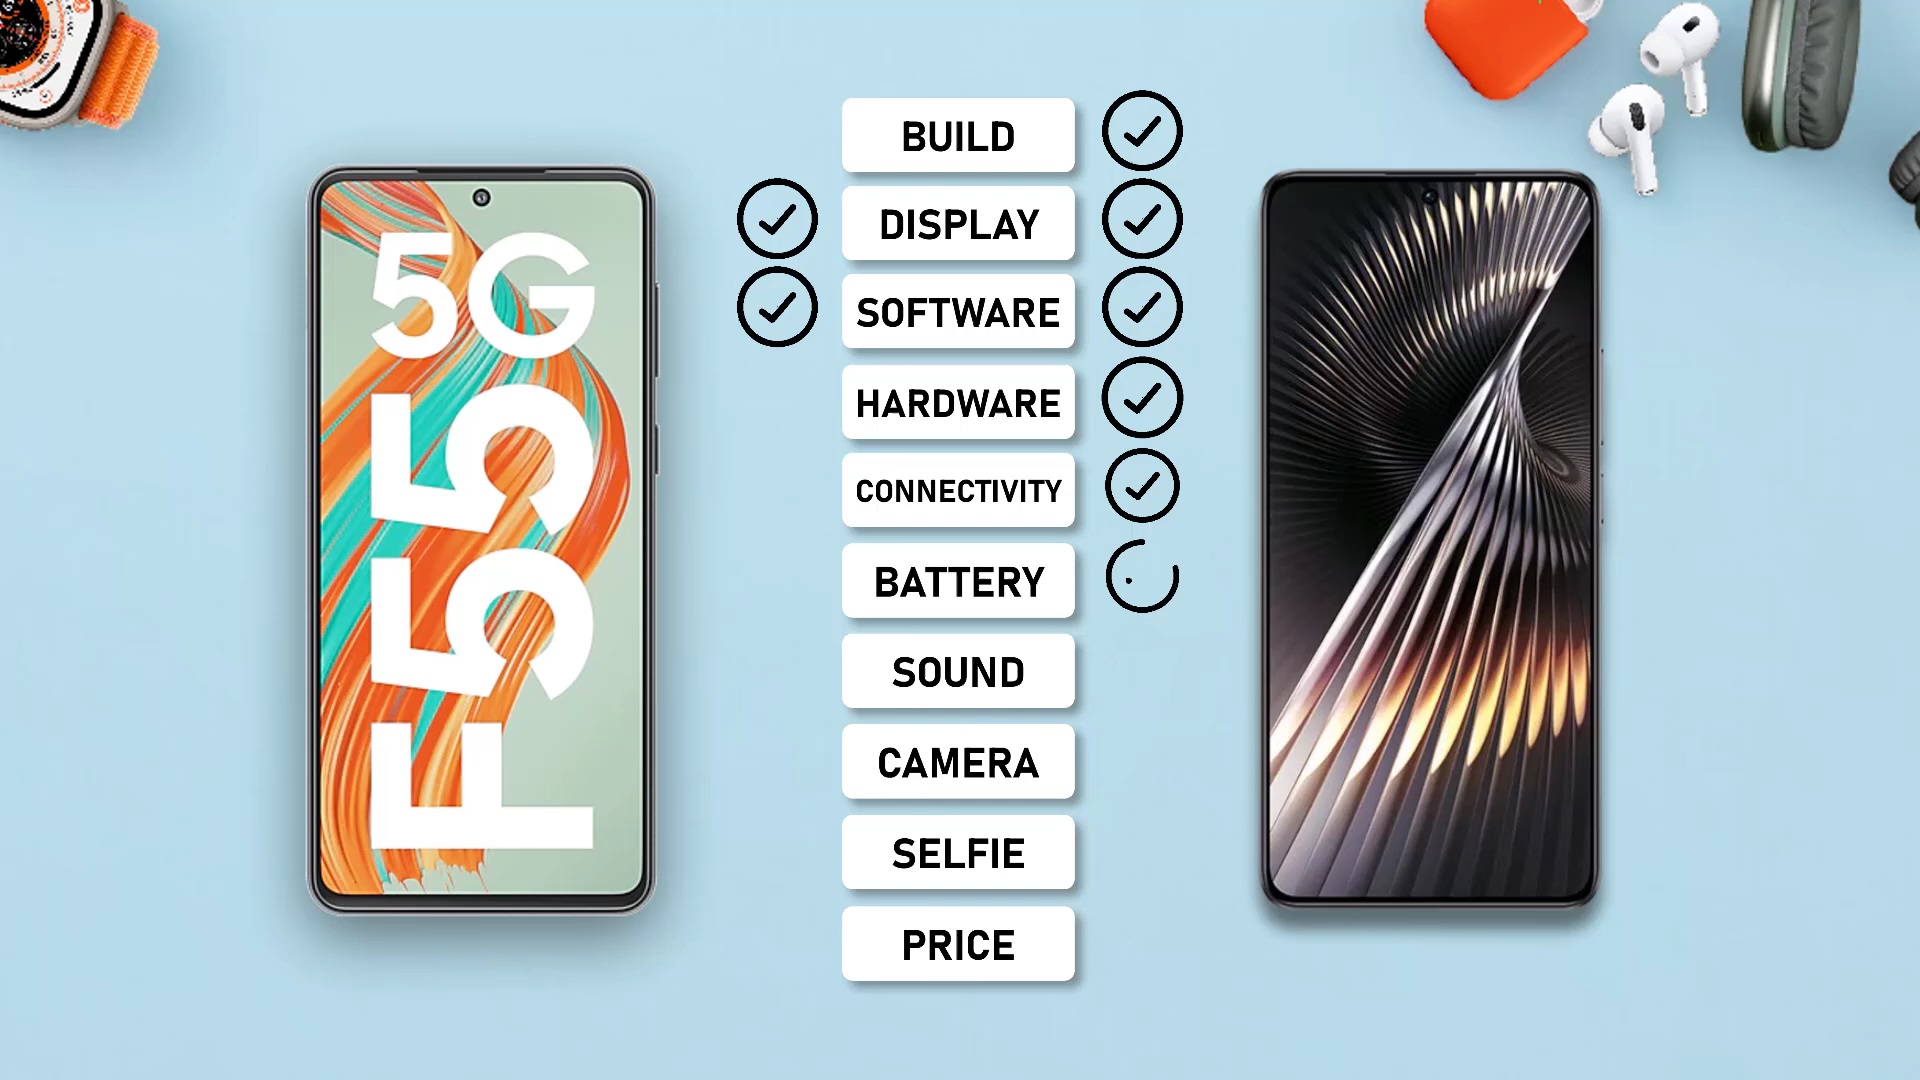 F55 5G
BUILD
DISPLAY
SOFTWARE
HARDWARE
CONNECTIVITY
BATTERY
SOUND
CAMERA
SELFIE
PRICE